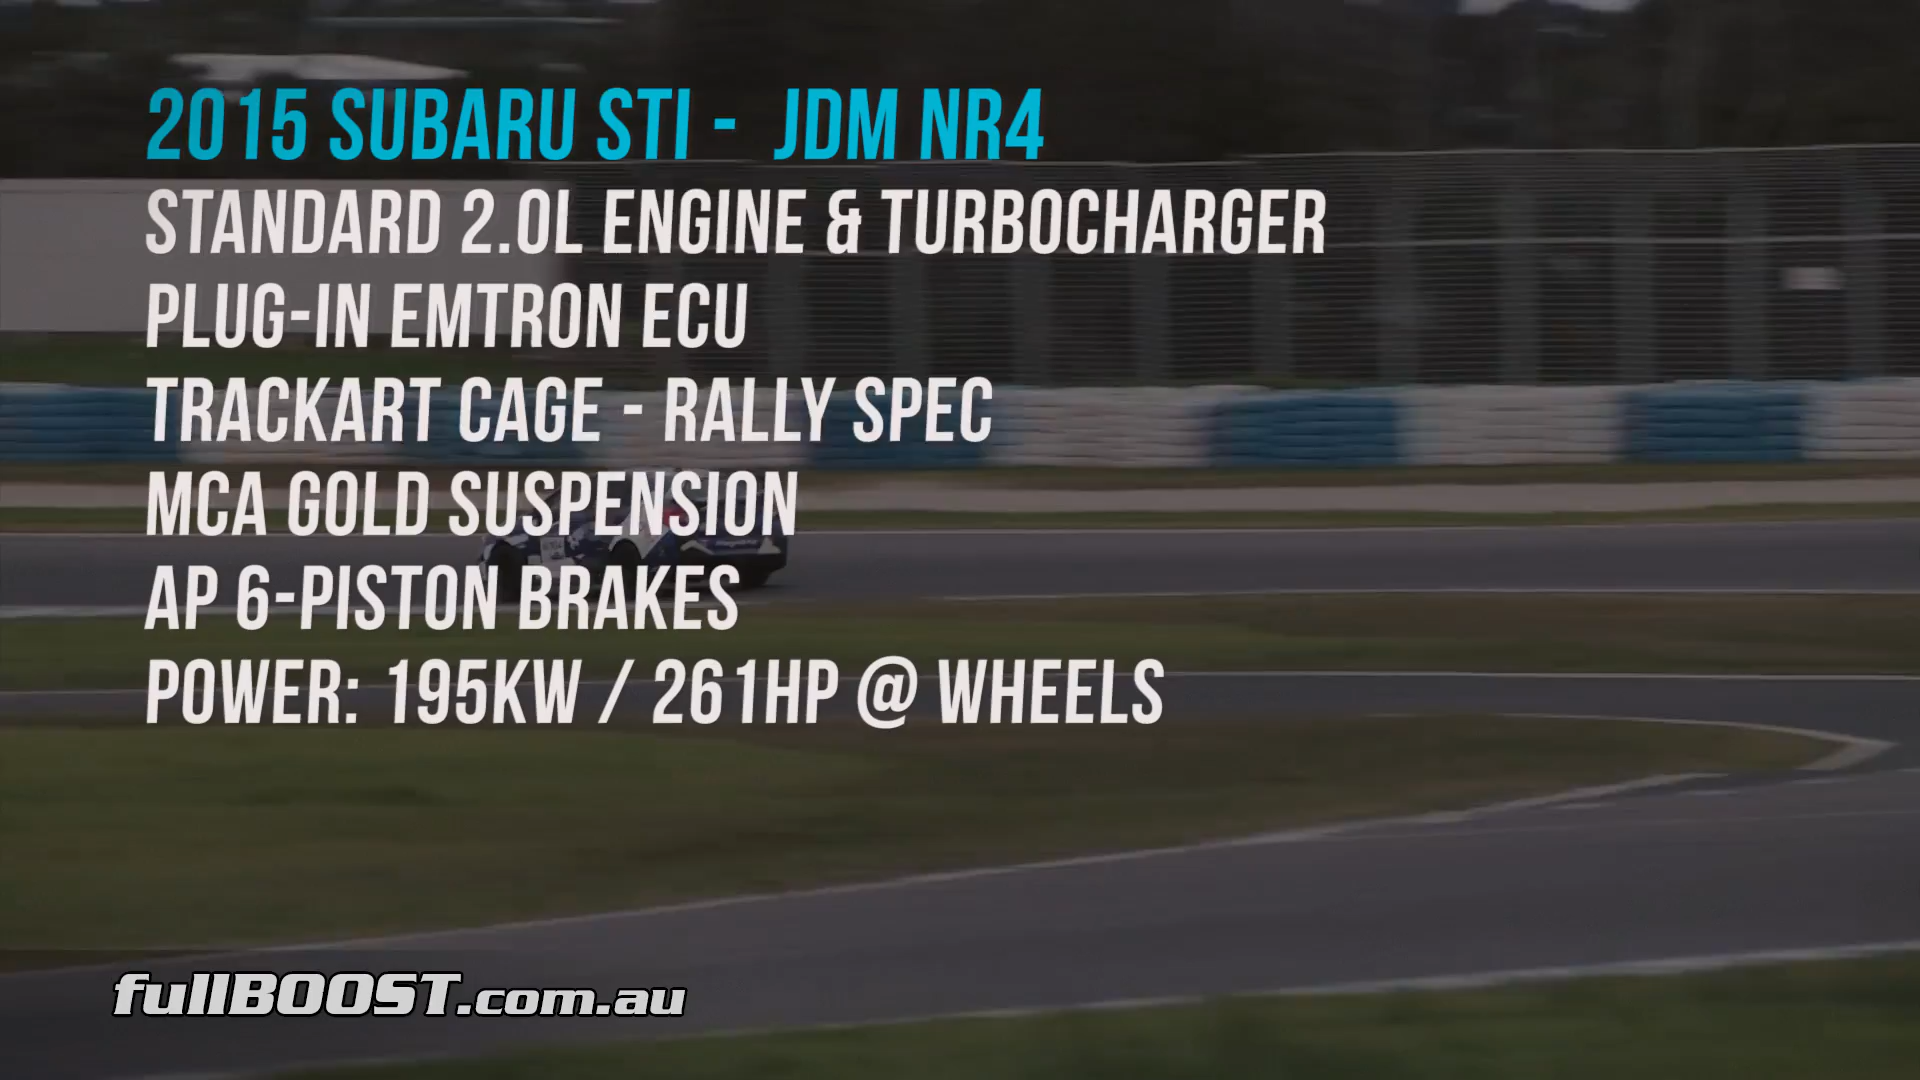 2015 SUBARU STI - JDM NR4
STANDARD 2.0L ENGINE & TURBOCHARGER
PLUG-IN EMTRON ECU
TRACKART CAGE - RALLY SPEC
MCA GOLD SUSPENSION
AP 6-PISTON BRAKES
POWER: 195KW / 261HP @ WHEELS
fullBOOST.com.au